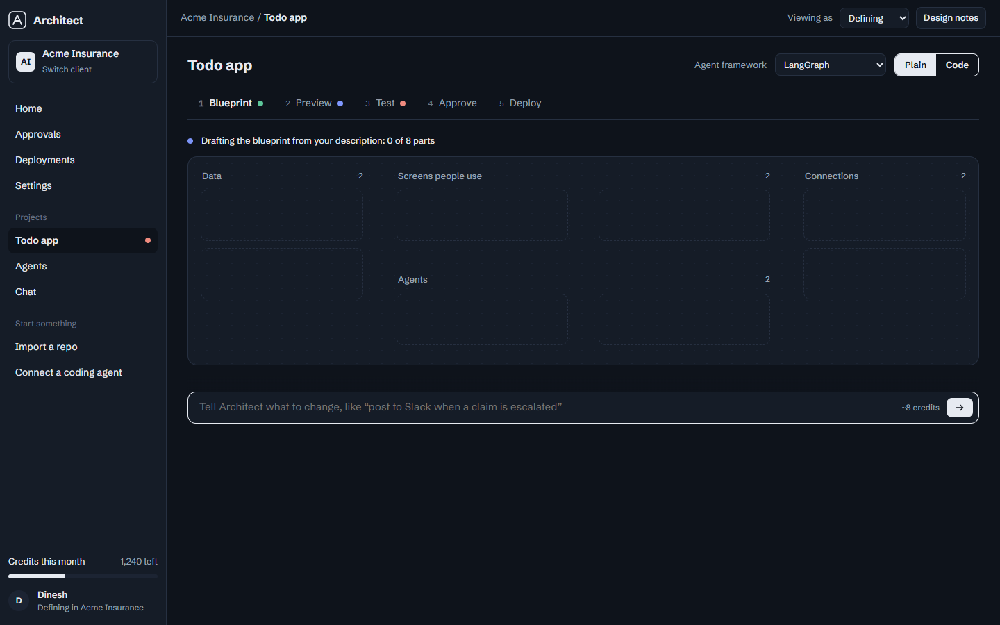 Architect
AI
Acme Insurance
Switch client
Home
Approvals
Deployments
Settings
Projects
Todo app
Agents
Chat
Start something
Import a repo
Connect a coding agent
Credits this month 1,240 left
D
Dinesh
Defining in Acme Insurance
Acme Insurance / Todo app
Viewing as Defining Design notes
Todo app
Agent framework LangGraph Plain Code
1 Blueprint 2 Preview 3 Test 4 Approve 5 Deploy
Drafting the blueprint from your description: 0 of 8 parts
Data 2 Screens people use 2 Connections 2
Agents 2
Tell Architect what to change, like “post to Slack when a claim is escalated” ~8 credits →